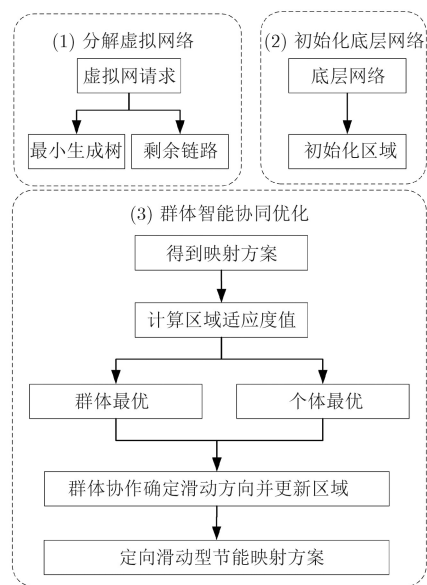 (1) 分解虚拟网络
虚拟网请求
最小生成树
剩余链路
(2) 初始化底层网络
底层网络
初始化区域
(3) 群体智能协同优化
得到映射方案
计算区域适应度值
群体最优
个体最优
群体协作确定滑动方向并更新区域
定向滑动型节能映射方案